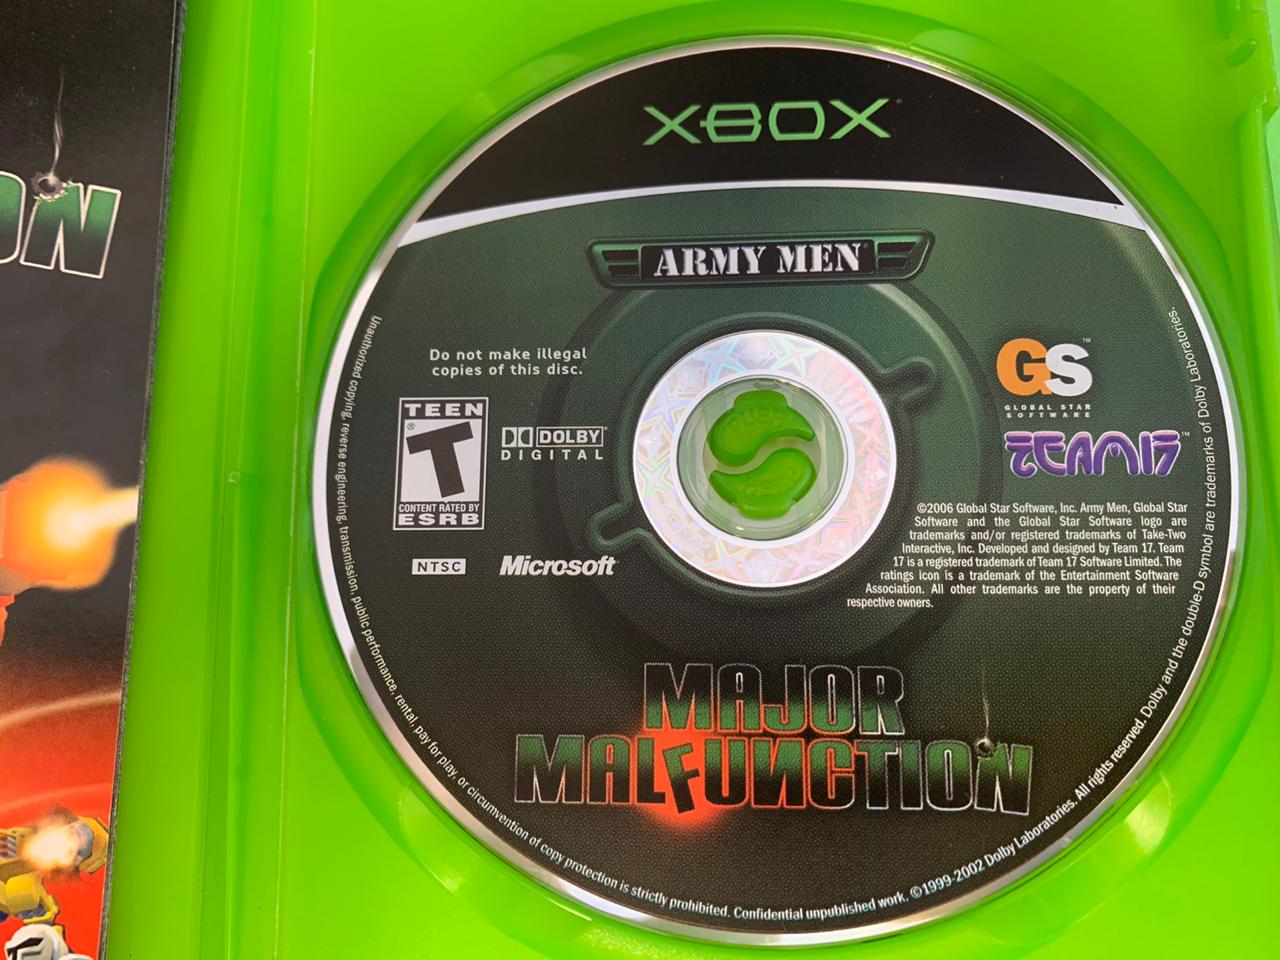 XBOX
ARMY MEN®
Do not make illegal
copies of this disc.
TEEN
T
®
CONTENT RATED BY
ESRB
DOLBY
DIGITAL
NTSC
Microsoft
PUSH
GS™
GLOBAL STAR
SOFTWARE
TEAM17™
©2006 Global Star Software, Inc. Army Men, Global Star
Software and the Global Star Software logo are
trademarks and/or registered trademarks of Take-Two
Interactive, Inc. Developed and designed by Team 17. Team
17 is a registered trademark of Team 17 Software Limited. The
ratings icon is a trademark of the Entertainment Software
Association. All other trademarks are the property of their
respective owners.
MAJOR
MALFUNCTION
Unauthorized copying, reverse engineering, transmission, public performance, rental, pay for play, or circumvention of copy protection is strictly prohibited. Confidential unpublished work. ©1999-2002 Dolby Laboratories. All rights reserved. Dolby and the double-D symbol are trademarks of Dolby Laboratories.
ON